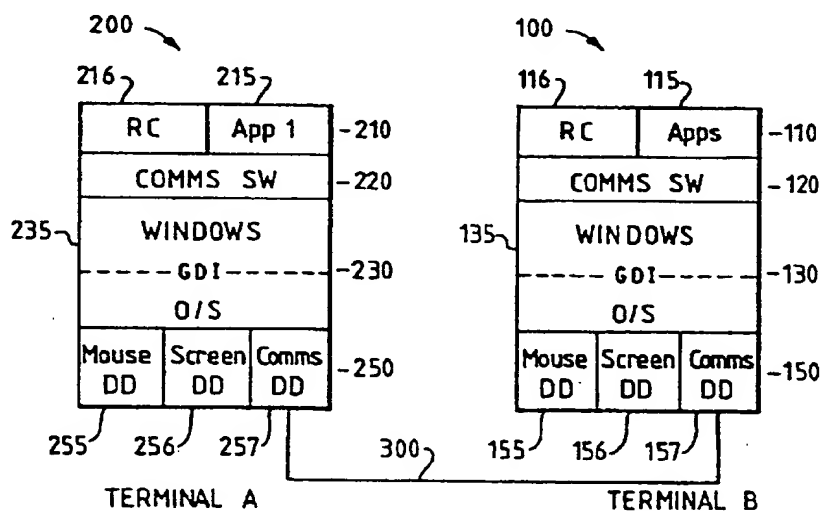 200 100
216 215 116 115
RC App 1 -210 RC Apps -110
COMMS SW -220 COMMS SW -120
235 WINDOWS 135 WINDOWS
GDI -230 GDI -130
O/S O/S
Mouse DD Screen DD Comms DD -250 Mouse DD Screen DD Comms DD -150
255 256 257 300 155 156 157
TERMINAL A TERMINAL B